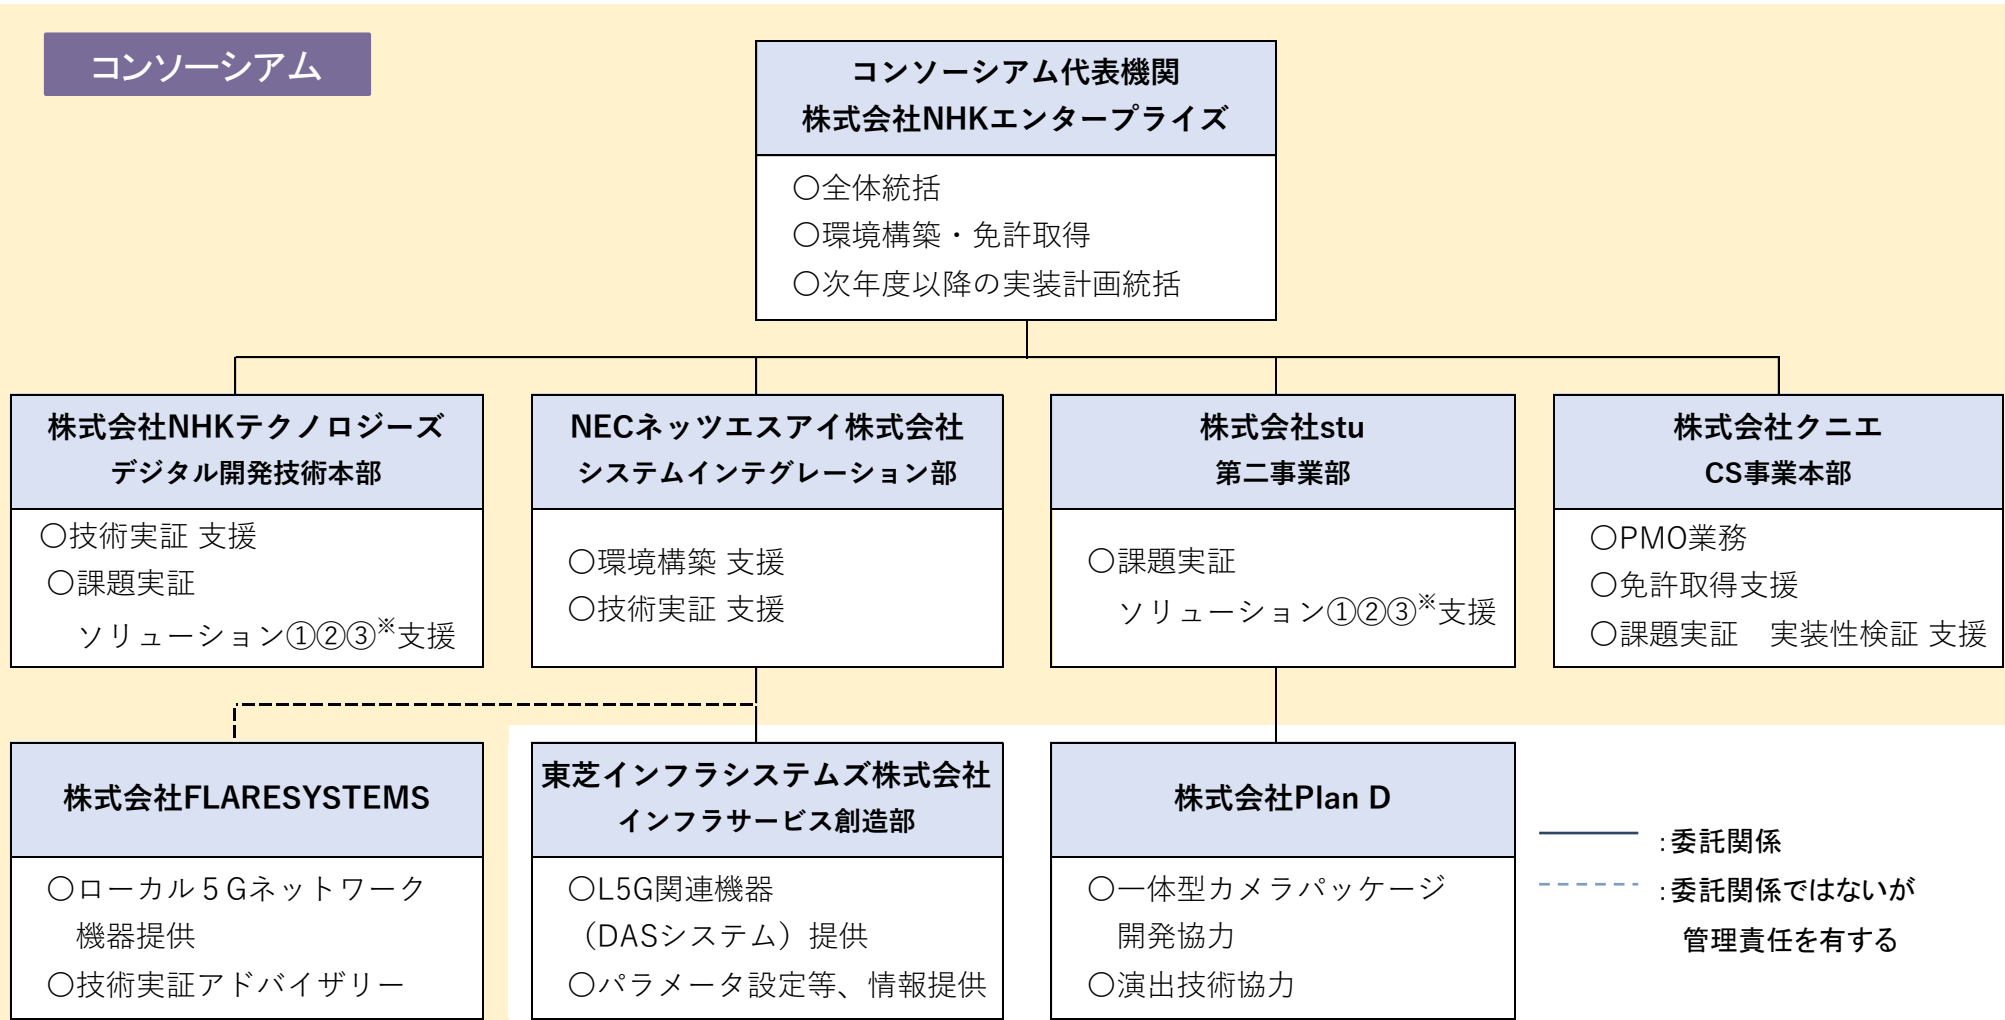 コンソーシアム
コンソーシアム代表機関
株式会社NHKエンタープライズ
○全体統括
○環境構築・免許取得
○次年度以降の実装計画統括
株式会社NHKテクノロジーズ
デジタル開発技術本部
○技術実証 支援
○課題実証
ソリューション①②③※支援
NECネッツエスアイ株式会社
システムインテグレーション部
○環境構築 支援
○技術実証 支援
株式会社stu
第二事業部
○課題実証
ソリューション①②③※支援
株式会社クニエ
CS事業本部
○PMO業務
○免許取得支援
○課題実証　実装性検証 支援
株式会社FLARESYSTEMS
○ローカル５Gネットワーク
機器提供
○技術実証アドバイザリー
東芝インフラシステムズ株式会社
インフラサービス創造部
○L5G関連機器
（DASシステム）提供
○パラメータ設定等、情報提供
株式会社Plan D
○一体型カメラパッケージ
開発協力
○演出技術協力
：委託関係
：委託関係ではないが
管理責任を有する